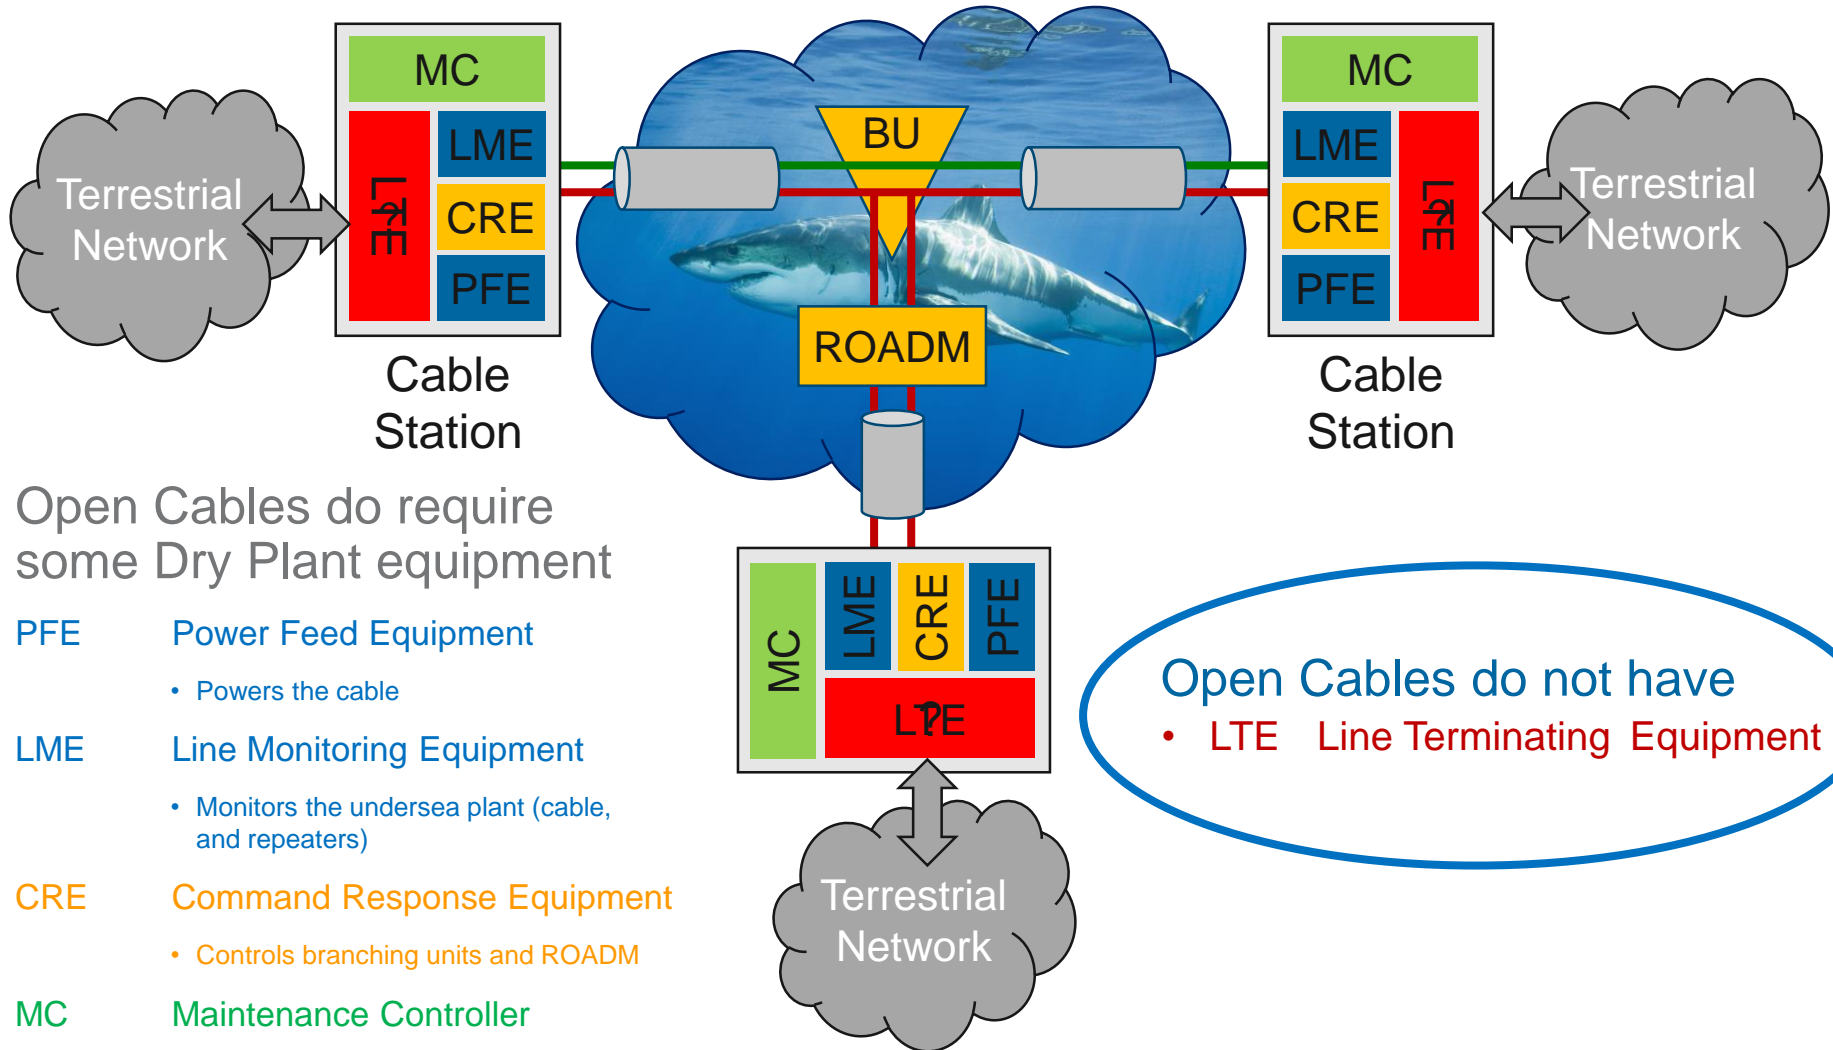 MC
LTE
?
LME
CRE
PFE
Terrestrial
Network
Cable
Station
BU
ROADM
MC
LME
CRE
PFE
LTE
?
Terrestrial
Network
Cable
Station
MC
LME
CRE
PFE
LTE
?
Terrestrial
Network
Open Cables do require
some Dry Plant equipment
PFE Power Feed Equipment
• Powers the cable
LME Line Monitoring Equipment
• Monitors the undersea plant (cable,
and repeaters)
CRE Command Response Equipment
• Controls branching units and ROADM
MC Maintenance Controller
Open Cables do not have
• LTE Line Terminating Equipment